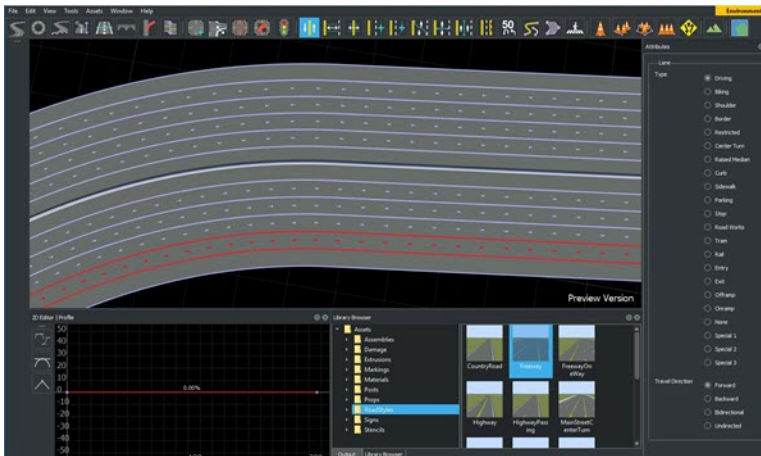 File Edit View Tools Assets Window Help
Environment
50
Preview Version
Attributes
Lane
Type
Driving
Biking
Shoulder
Border
Restricted
Center Turn
Raised Median
Curb
Sidewalk
Parking
Stop
Road Works
Tram
Rail
Entry
Exit
Offramp
Onramp
None
Special 1
Special 2
Special 3
Travel Direction
Forward
Backward
Bidirectional
Undirected
2D Editor | Profile
50
40
30
20
10
0
-10
-20
-30
-40
-50
0.00%
Library Browser
Assets
Assemblies
Damage
Extrusions
Markings
Materials
Posts
Props
RoadStyles
Signs
Stencils
CountryRoad
Freeway
FreewayOn
eWay
Highway
HighwayPass
ing
MainStreetC
enterTurn
Output Library Browser